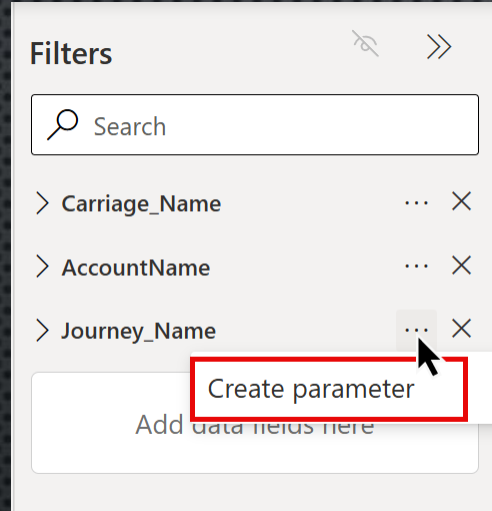 Filters
Search
Carriage_Name
AccountName
Journey_Name
Create parameter
Add data fields here